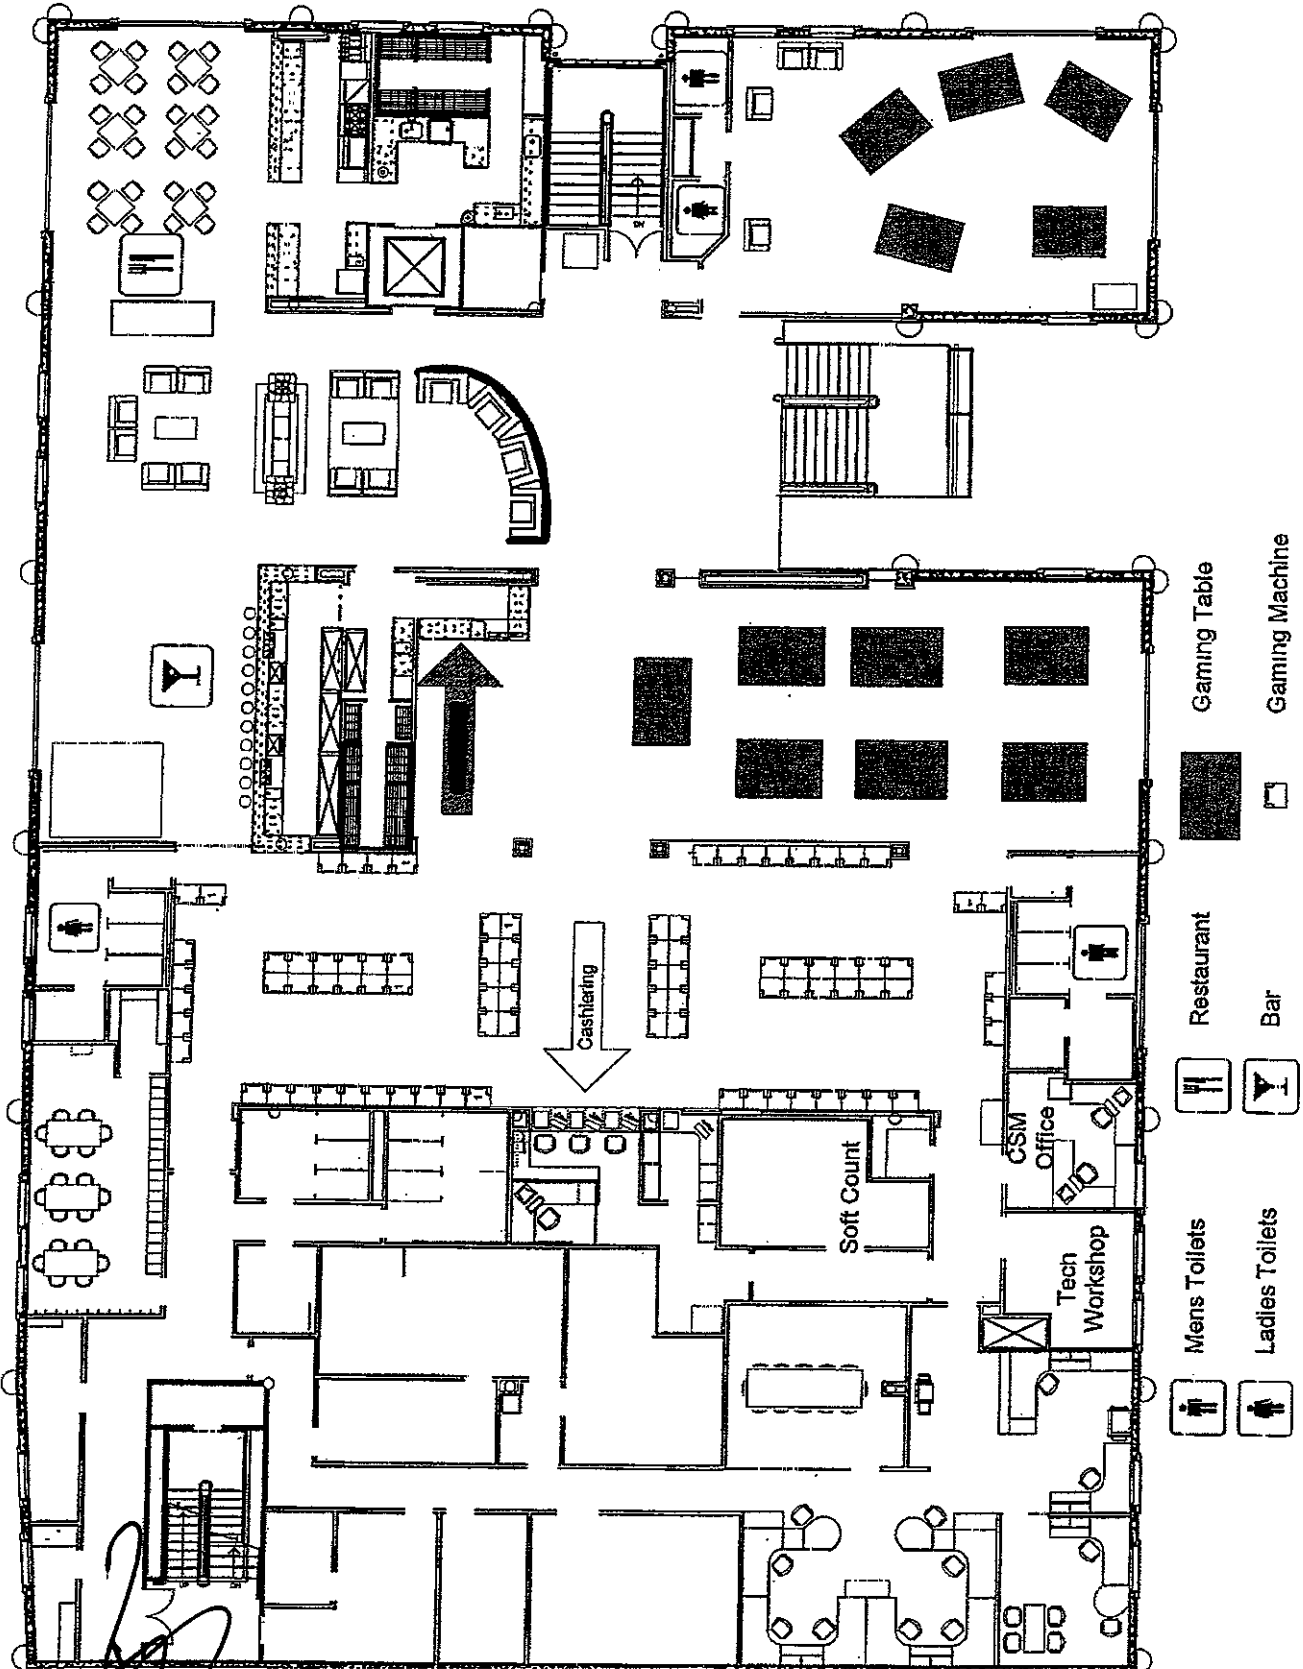 Cashiering
Soft Count
CSM
Office
Tech
Workshop
Mens Toilets
Ladies Toilets
Restaurant
Bar
Gaming Table
Gaming Machine